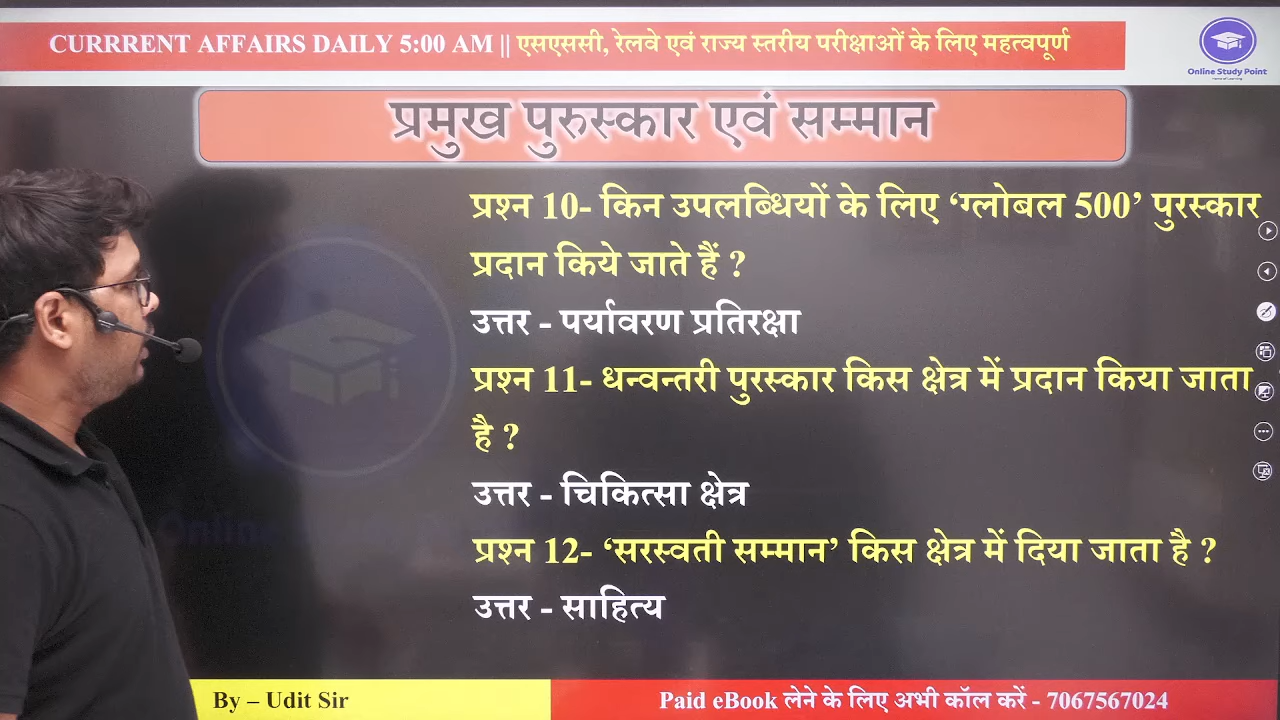 CURRRENT AFFAIRS DAILY 5:00 AM || एसएससी, रेलवे एवं राज्य स्तरीय परीक्षाओं के लिए महत्वपूर्ण
Online Study Point
प्रमुख पुरुस्कार एवं सम्मान
प्रश्न 10- किन उपलब्धियों के लिए ‘ग्लोबल 500’ पुरस्कार
प्रदान किये जाते हैं ?
उत्तर - पर्यावरण प्रतिरक्षा
प्रश्न 11- धन्वन्तरी पुरस्कार किस क्षेत्र में प्रदान किया जाता
है ?
उत्तर - चिकित्सा क्षेत्र
प्रश्न 12- ‘सरस्वती सम्मान’ किस क्षेत्र में दिया जाता है ?
उत्तर - साहित्य
Online
By – Udit Sir
Paid eBook लेने के लिए अभी कॉल करें - 7067567024